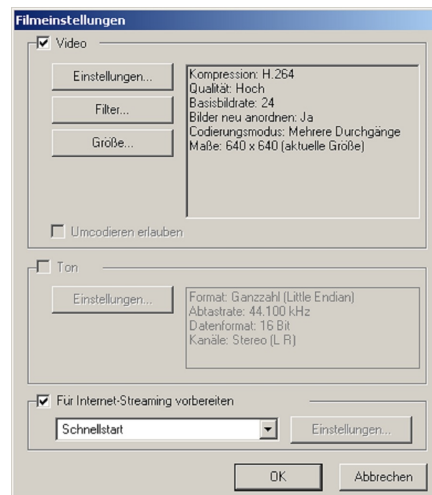 Filmeinstellungen
Video
Einstellungen...
Filter...
Größe...
Kompression: H.264
Qualität: Hoch
Basisbildrate: 24
Bilder neu anordnen: Ja
Codierungsmodus: Mehrere Durchgänge
Maße: 640 x 640 (aktuelle Größe)
Umcodieren erlauben
Ton
Einstellungen...
Format: Ganzzahl (Little Endian)
Abtastrate: 44.100 kHz
Datenformat: 16 Bit
Kanäle: Stereo (L R)
Für Internet-Streaming vorbereiten
Schnellstart
Einstellungen...
OK
Abbrechen